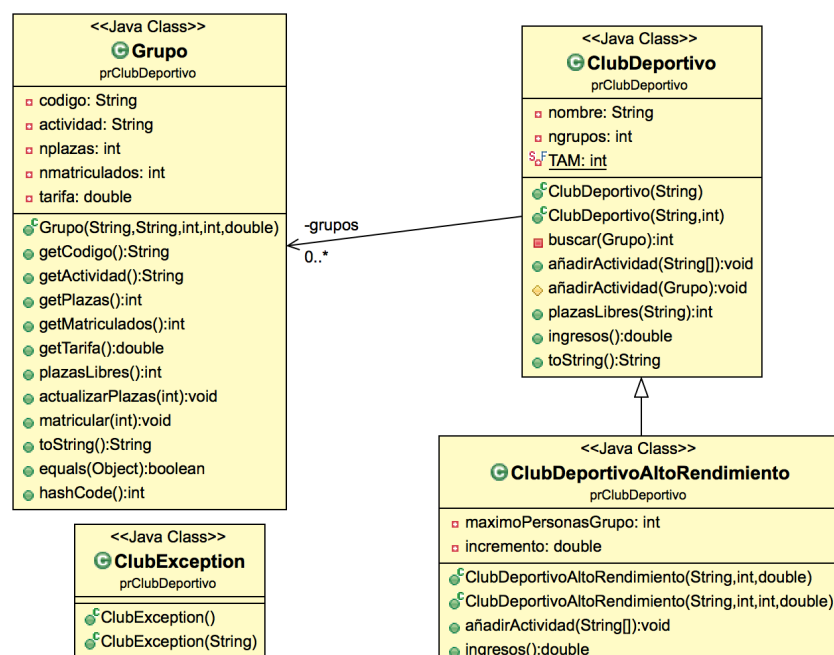 <<Java Class>>
Grupo
prClubDeportivo
codigo: String
actividad: String
nplazas: int
nmatriculados: int
tarifa: double
Grupo(String,String,int,int,double)
getCodigo():String
getActividad():String
getPlazas():int
getMatriculados():int
getTarifa():double
plazasLibres():int
actualizarPlazas(int):void
matricular(int):void
toString():String
equals(Object):boolean
hashCode():int
-grupos
0..*
<<Java Class>>
ClubDeportivo
prClubDeportivo
nombre: String
ngrupos: int
TAM: int
ClubDeportivo(String)
ClubDeportivo(String,int)
buscar(Grupo):int
añadirActividad(String[]):void
añadirActividad(Grupo):void
plazasLibres(String):int
ingresos():double
toString():String
<<Java Class>>
ClubException
prClubDeportivo
ClubException()
ClubException(String)
<<Java Class>>
ClubDeportivoAltoRendimiento
prClubDeportivo
maximoPersonasGrupo: int
incremento: double
ClubDeportivoAltoRendimiento(String,int,double)
ClubDeportivoAltoRendimiento(String,int,int,double)
añadirActividad(String[]):void
ingresos():double